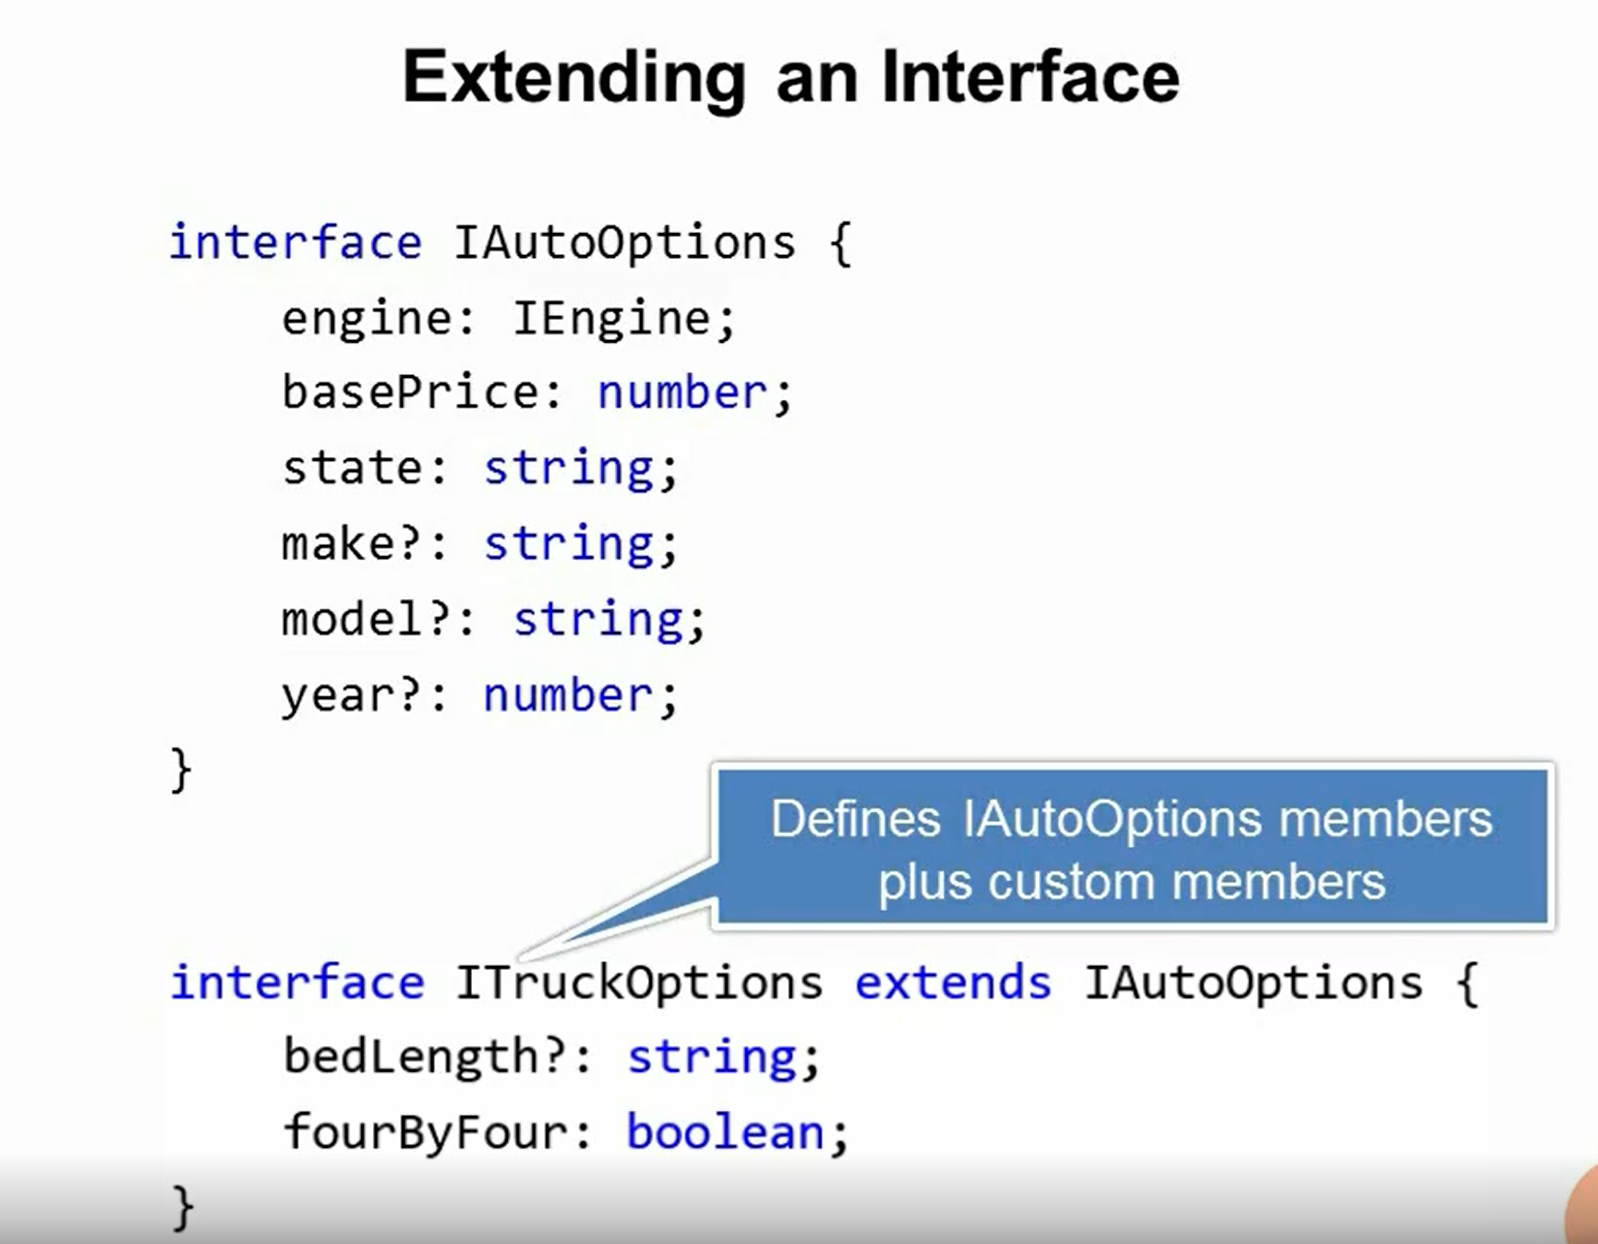 Extending an Interface
interface IAutoOptions {
engine: IEngine;
basePrice: number;
state: string;
make?: string;
model?: string;
year?: number;
}
Defines IAutoOptions members
plus custom members
interface ITruckOptions extends IAutoOptions {
bedLength?: string;
fourByFour: boolean;
}